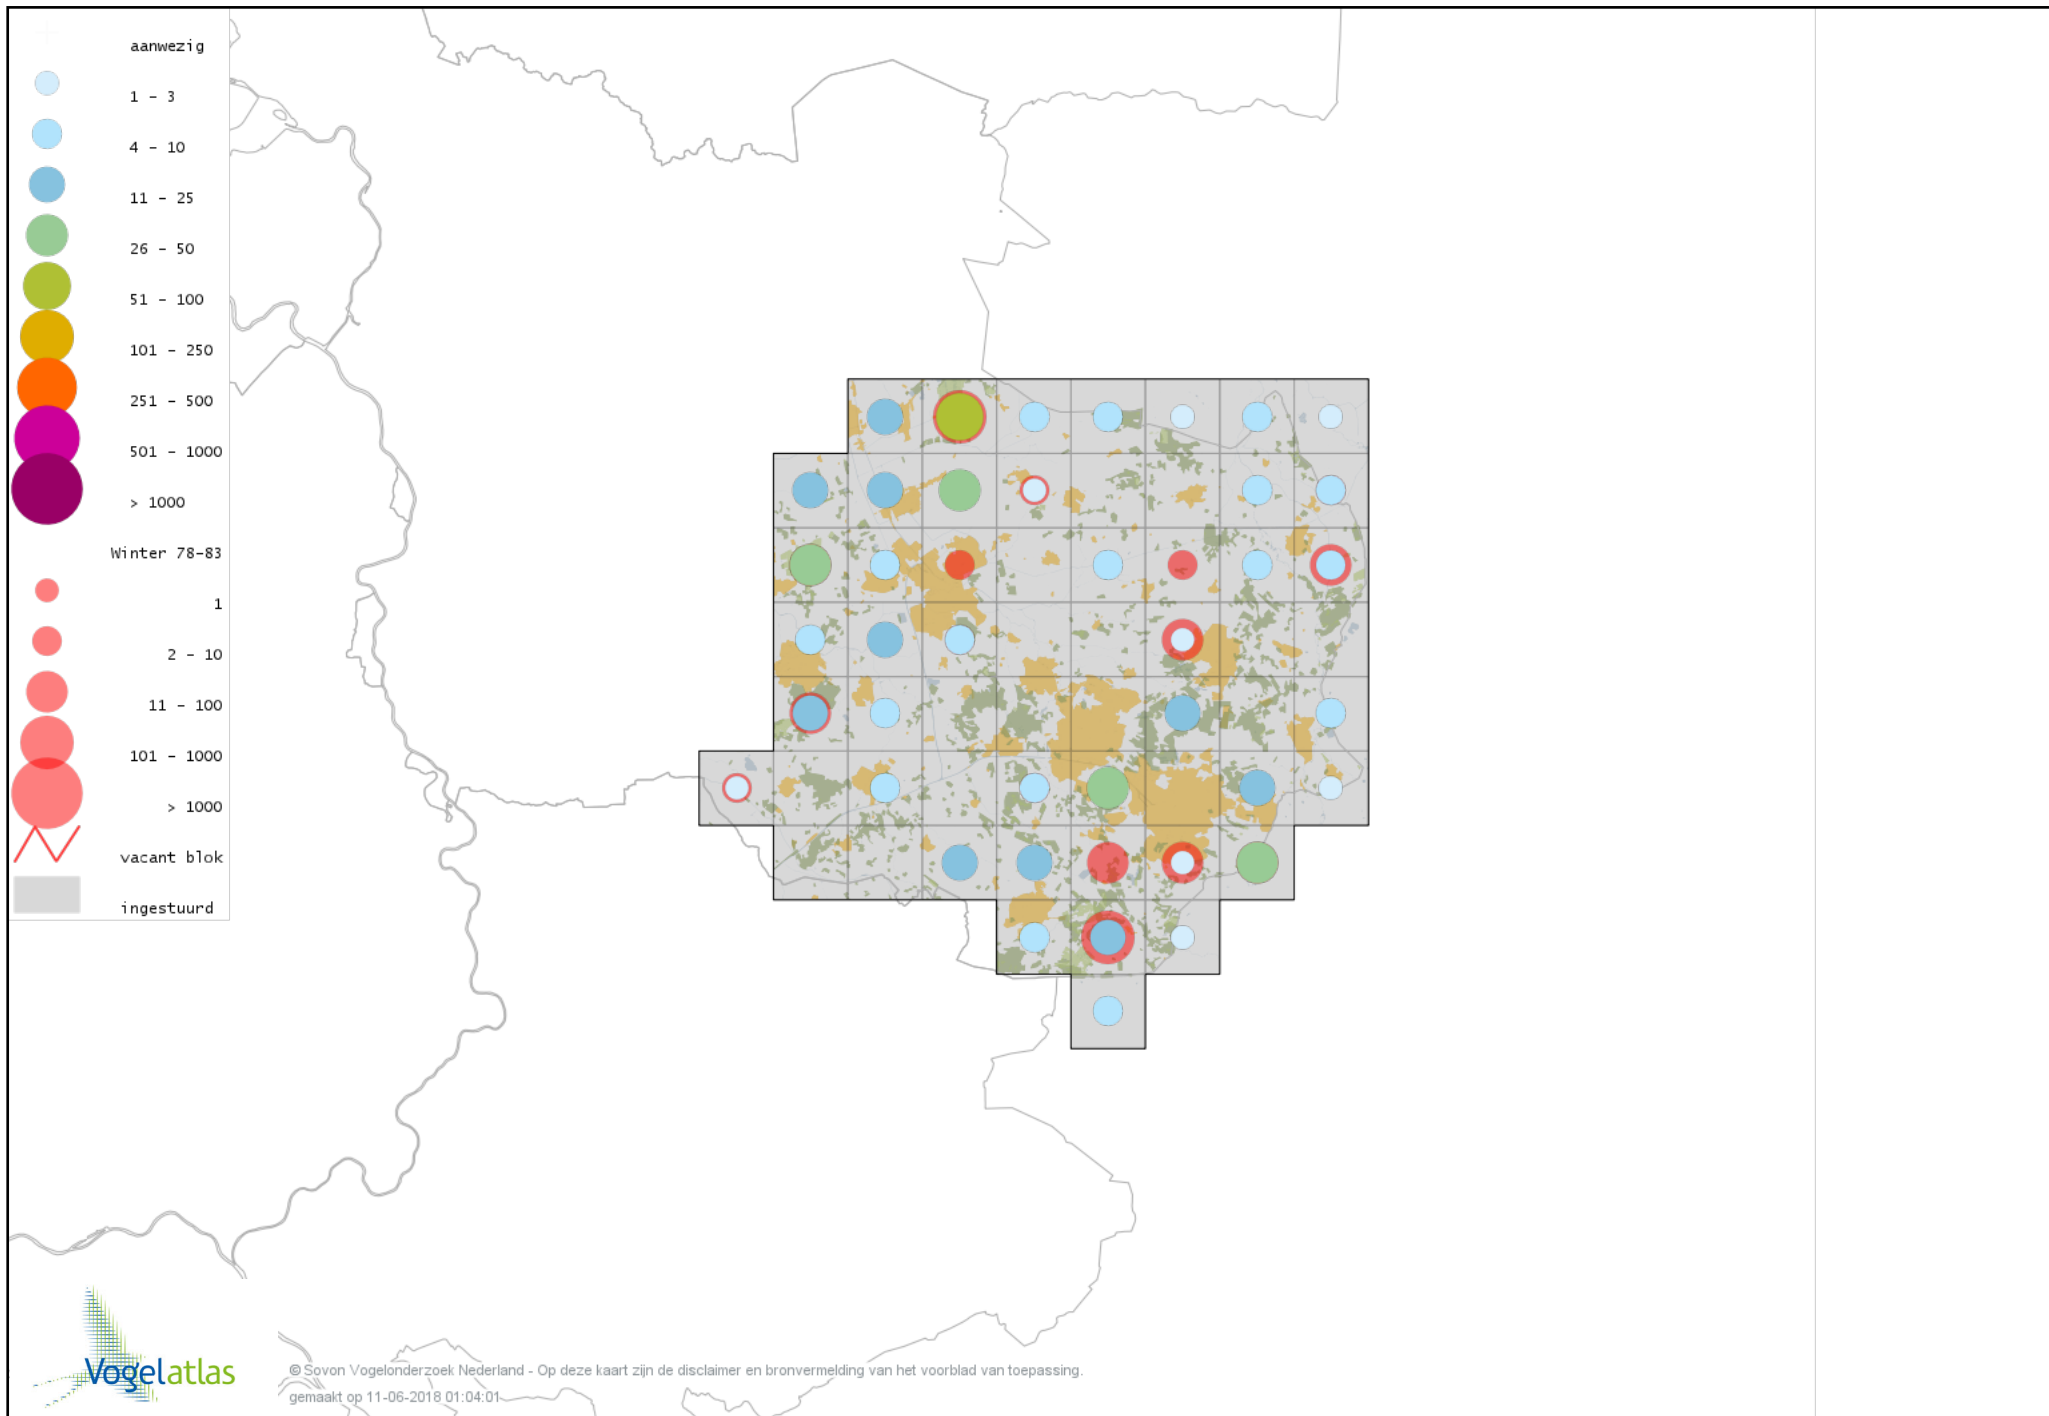 aanwezig
1 - 3
4 - 10
11 - 25
26 - 50
51 - 100
101 - 250
251 - 500
501 - 1000
> 1000
Winter 78-83
1
2 - 10
11 - 100
101 - 1000
> 1000
vacant blok
ingestuurd
Vogelatlas
© Sovon Vogelonderzoek Nederland - Op deze kaart zijn de disclaimer en bronvermelding van het voorblad van toepassing.
gemaakt op 11-06-2018 01:04:01